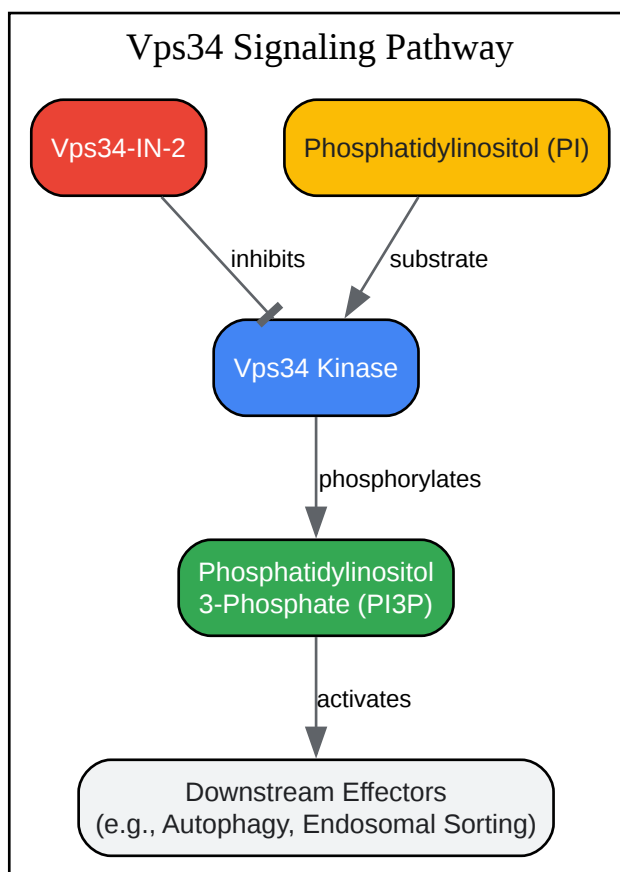 Vps34 Signaling Pathway
Vps34-IN-2
Phosphatidylinositol (PI)
inhibits
substrate
Vps34 Kinase
phosphorylates
Phosphatidylinositol
3-Phosphate (PI3P)
activates
Downstream Effectors
(e.g., Autophagy, Endosomal Sorting)